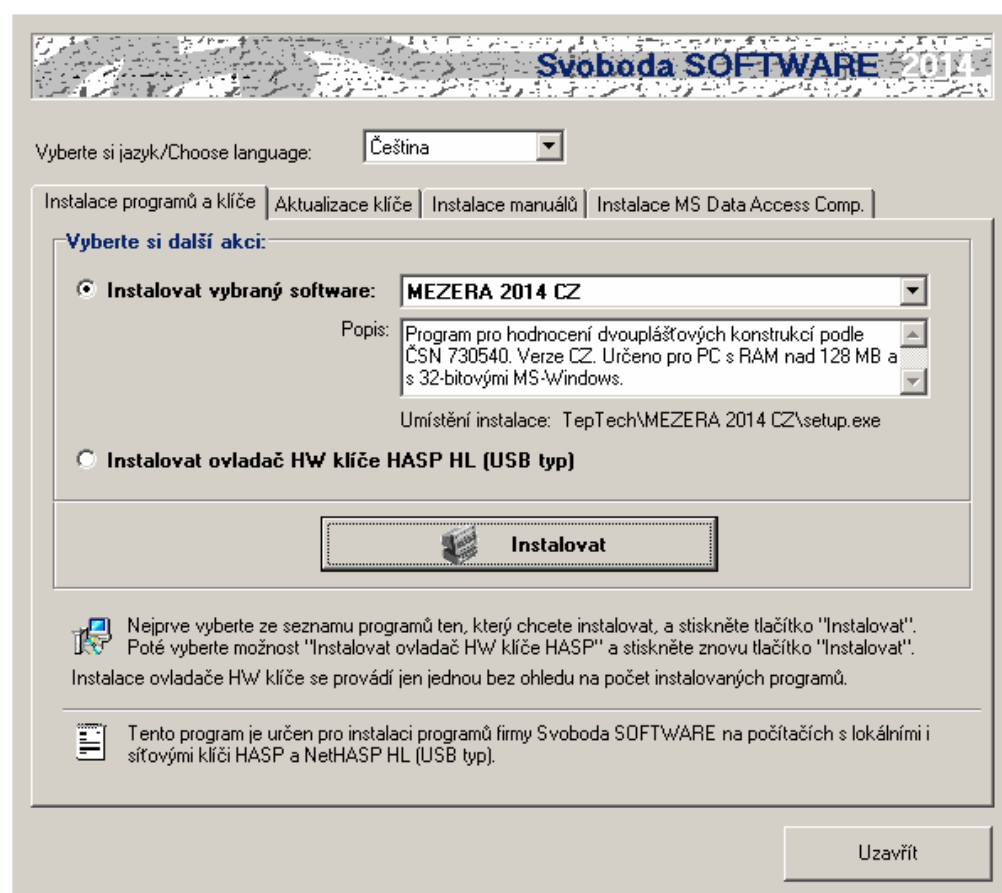 Svoboda SOFTWARE 2014
Vyberte si jazyk/Choose language: Čeština
Instalace programů a klíče Aktualizace klíče Instalace manuálů Instalace MS Data Access Comp.
Vyberte si další akci:
Instalovat vybraný software: MEZERA 2014 CZ
Popis: Program pro hodnocení dvouplášťových konstrukcí podle
ČSN 730540. Verze CZ. Určeno pro PC s RAM nad 128 MB a
s 32-bitovými MS-Windows.
Umístění instalace: TepTech\MEZERA 2014 CZ\setup.exe
Instalovat ovladač HW klíče HASP HL (USB typ)
Instalovat
Nejprve vyberte ze seznamu programů ten, který chcete instalovat, a stiskněte tlačítko "Instalovat".
Poté vyberte možnost "Instalovat ovladač HW klíče HASP" a stiskněte znovu tlačítko "Instalovat".
Instalace ovladače HW klíče se provádí jen jednou bez ohledu na počet instalovaných programů.
Tento program je určen pro instalaci programů firmy Svoboda SOFTWARE na počítačích s lokálními i
síťovými klíči HASP a NetHASP HL (USB typ).
Uzavřít